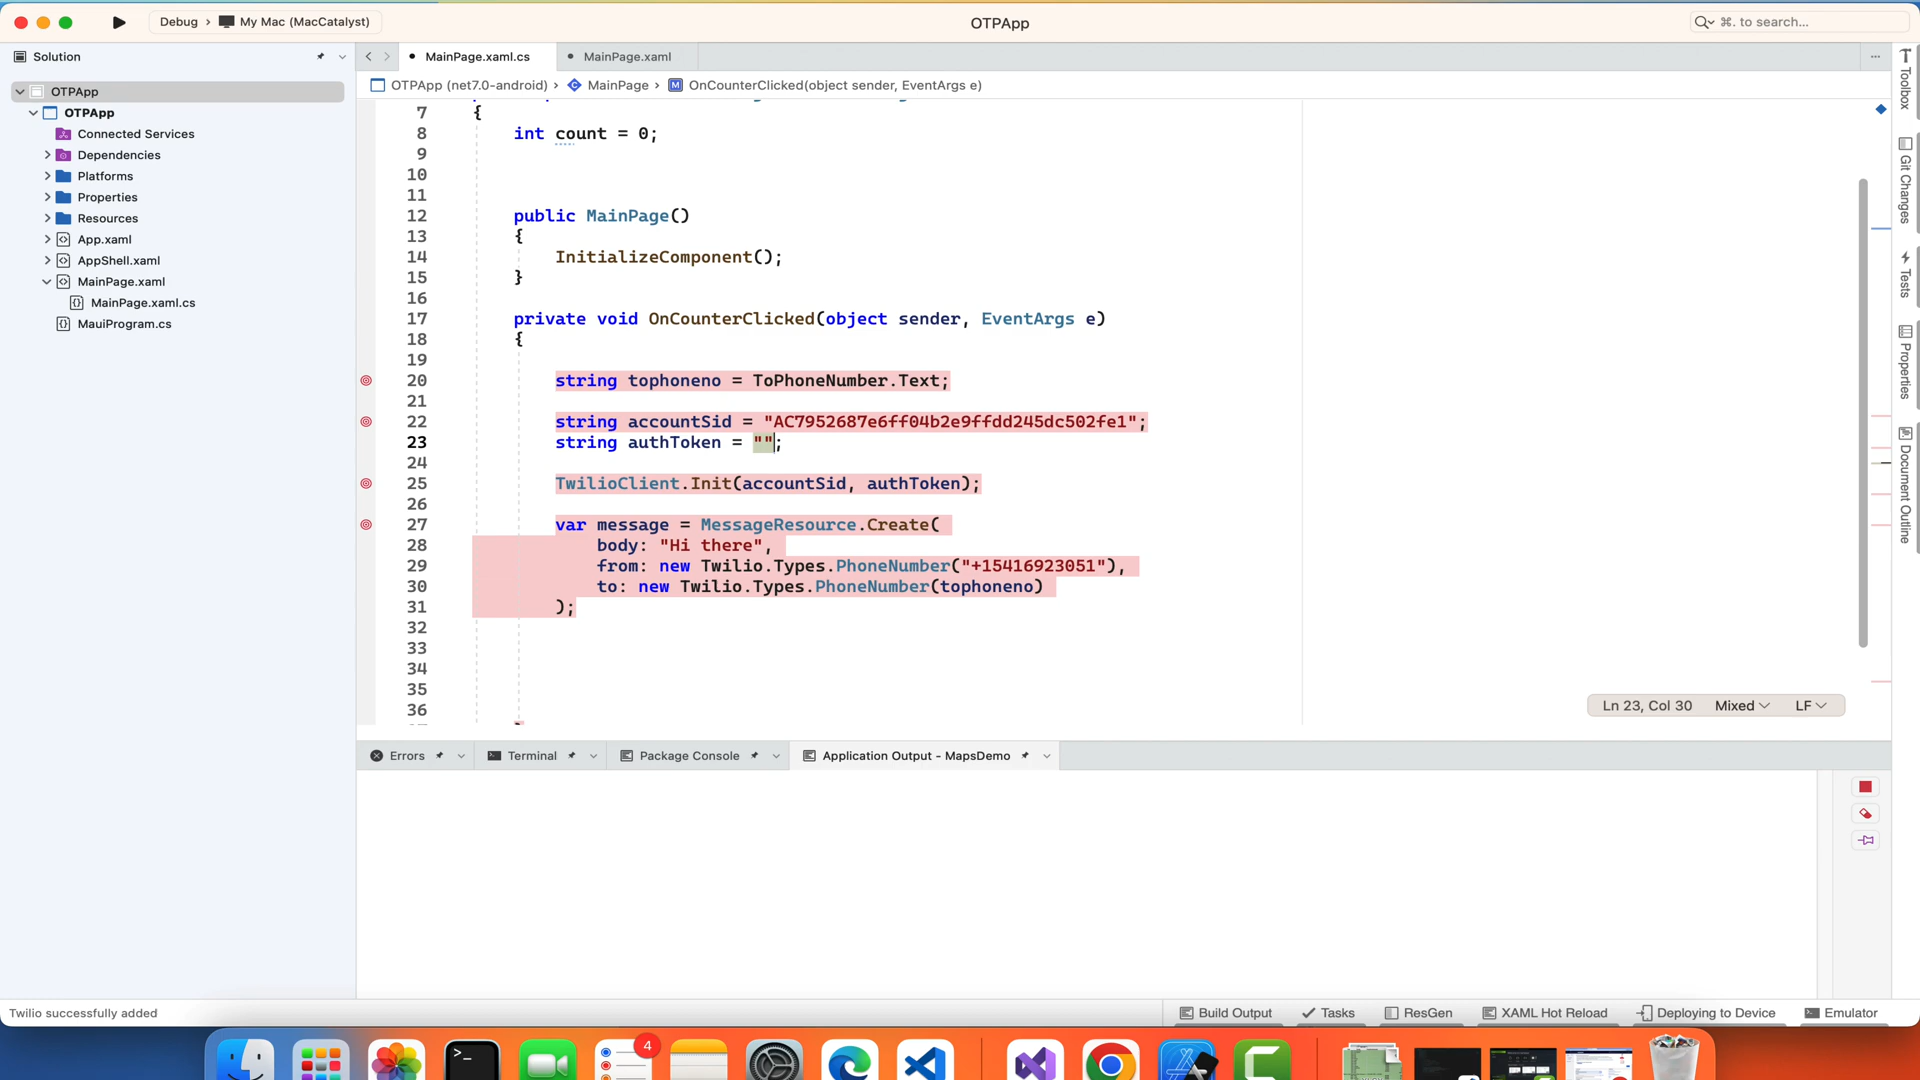 Debug › My Mac (MacCatalyst)
OTPApp
⌘. to search...
Solution
MainPage.xaml.cs
MainPage.xaml
OTPApp (net7.0-android) › MainPage › OnCounterClicked(object sender, EventArgs e)
OTPApp
OTPApp
Connected Services
Dependencies
Platforms
Properties
Resources
App.xaml
AppShell.xaml
MainPage.xaml
MainPage.xaml.cs
MauiProgram.cs
7 {
8 int count = 0;
9
10
11
12 public MainPage()
13 {
14 InitializeComponent();
15 }
16
17 private void OnCounterClicked(object sender, EventArgs e)
18 {
19
20 string tophoneno = ToPhoneNumber.Text;
21
22 string accountSid = "AC7952687e6ff04b2e9ffdd245dc502fe1";
23 string authToken = "";
24
25 TwilioClient.Init(accountSid, authToken);
26
27 var message = MessageResource.Create(
28 body: "Hi there",
29 from: new Twilio.Types.PhoneNumber("+15416923051"),
30 to: new Twilio.Types.PhoneNumber(tophoneno)
31 );
32
33
34
35
36
Ln 23, Col 30 Mixed LF
Toolbox
Git Changes
Tests
Properties
Document Outline
Errors
Terminal
Package Console
Application Output - MapsDemo
Twilio successfully added
Build Output
Tasks
ResGen
XAML Hot Reload
Deploying to Device
Emulator
4